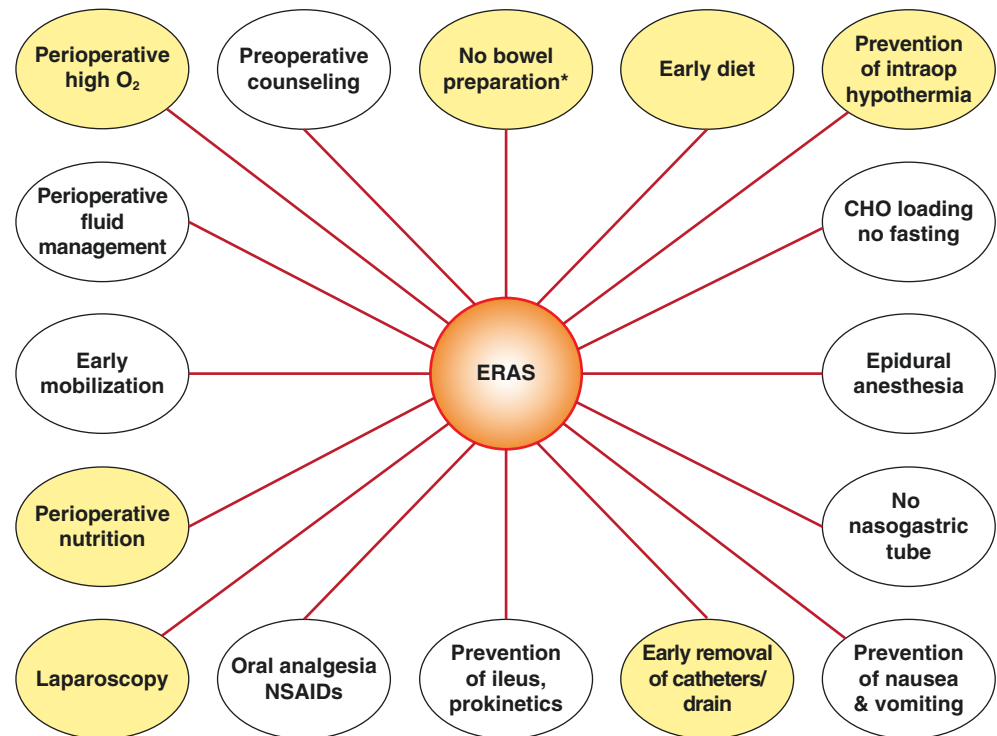 Perioperative
high O₂
Preoperative
counseling
No bowel
preparation*
Early diet
Prevention
of intraop
hypothermia
Perioperative
fluid
management
CHO loading
no fasting
Early
mobilization
ERAS
Epidural
anesthesia
Perioperative
nutrition
No
nasogastric
tube
Laparoscopy
Oral analgesia
NSAIDs
Prevention
of ileus,
prokinetics
Early removal
of catheters/
drain
Prevention
of nausea
& vomiting